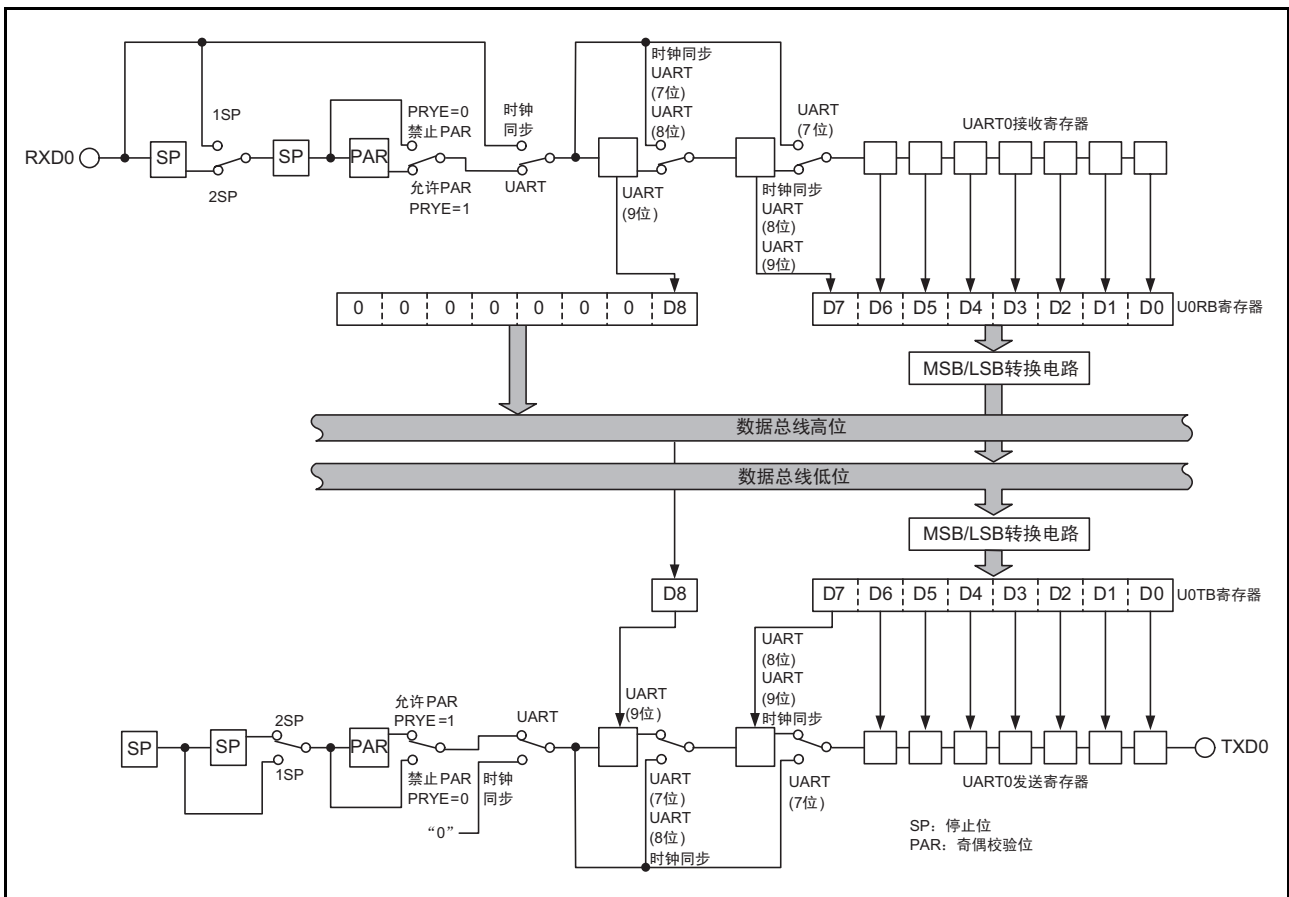 时钟同步
UART
(7位)
UART
(8位)
PRYE=0
禁止PAR
时钟
同步
UART
(7位)
1SP
UART0接收寄存器
RXD0
SP
SP
PAR
2SP
允许PAR
PRYE=1
UART
UART
(9位)
时钟同步
UART
(8位)
UART
(9位)
0 0 0 0 0 0 0 D8
D7 D6 D5 D4 D3 D2 D1 D0
U0RB寄存器
MSB/LSB转换电路
数据总线高位
数据总线低位
MSB/LSB转换电路
D8
D7 D6 D5 D4 D3 D2 D1 D0
U0TB寄存器
UART
(8位)
UART
(9位)
时钟同步
UART
(9位)
允许PAR
PRYE=1
UART
2SP
SP
SP
PAR
TXD0
1SP
禁止PAR
PRYE=0
时钟
同步
“0”
UART
(7位)
UART
(8位)
时钟同步
UART
(7位)
UART0发送寄存器
SP：停止位
PAR：奇偶校验位